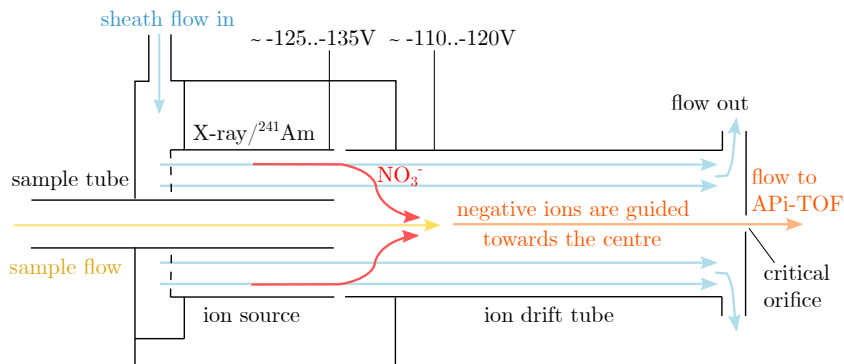 sheath flow in
~ -125..-135V
~ -110..-120V
X-ray/²⁴¹Am
flow out
sample tube
NO₃⁻
flow to
API-TOF
negative ions are guided
towards the centre
sample flow
critical
orifice
ion source
ion drift tube